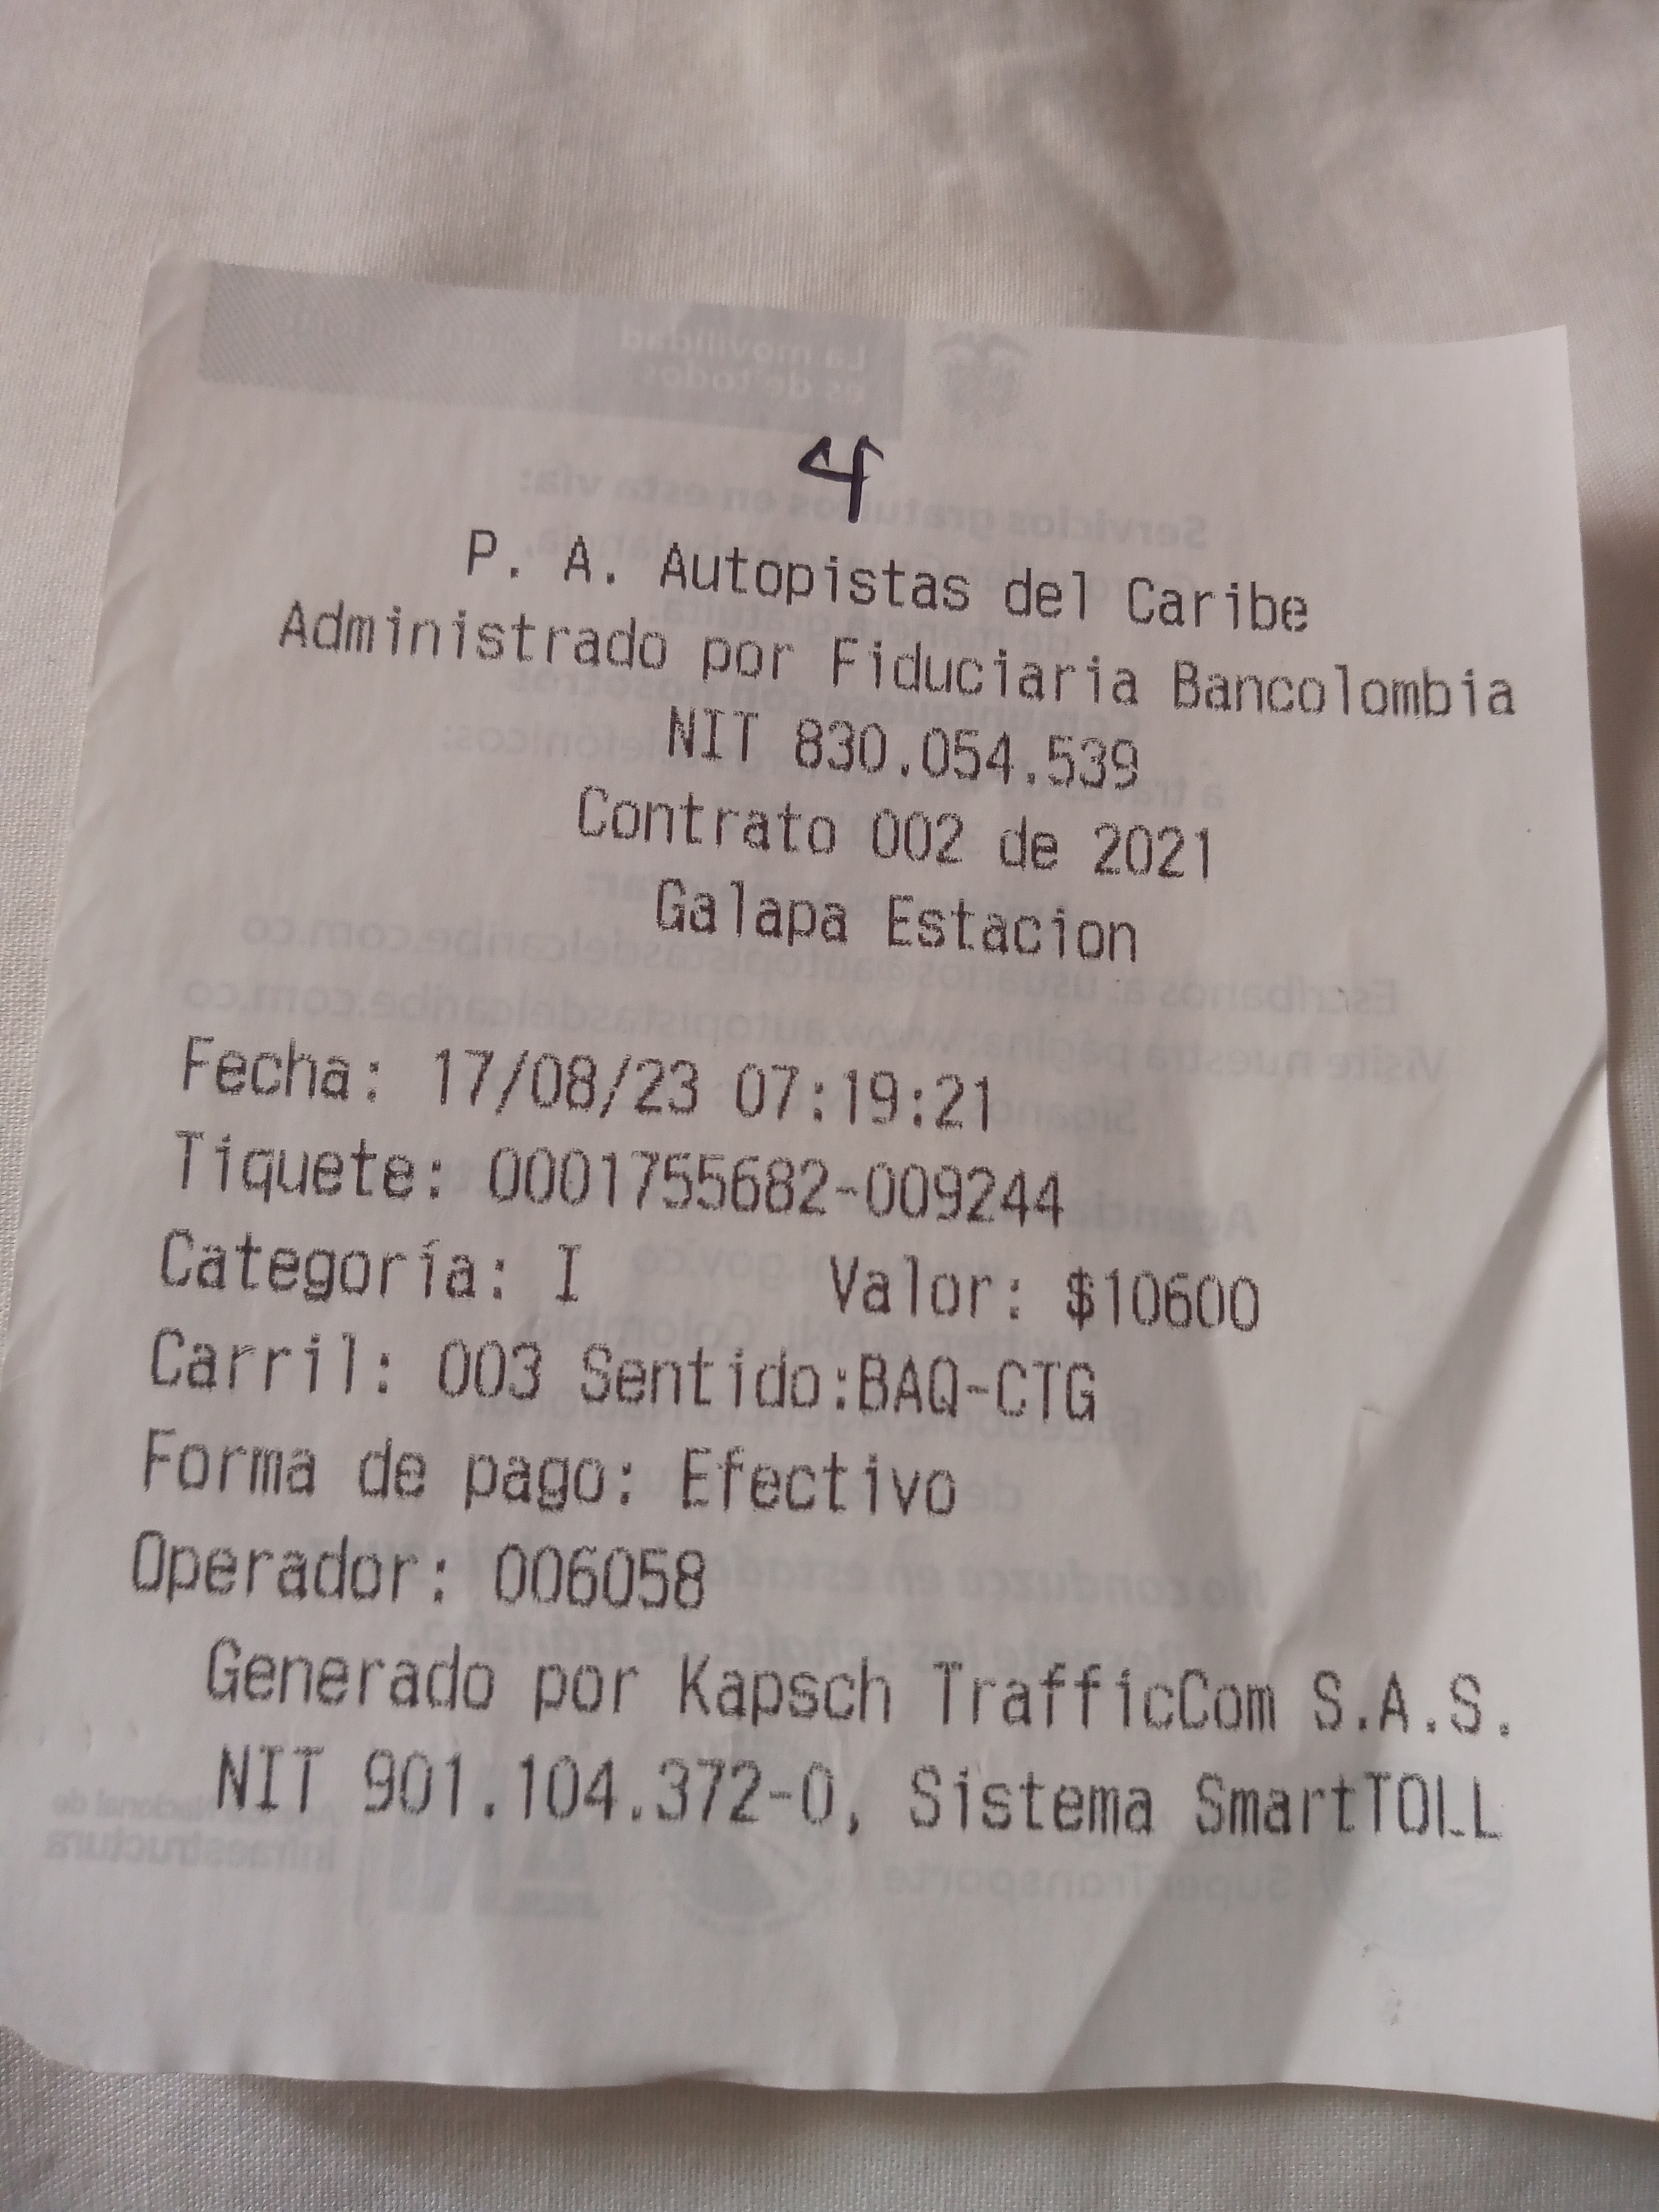 4
P. A. Autopistas del Caribe
Administrado por Fiduciaria Bancolombia
NIT 830.054.539
Contrato 002 de 2021
Galapa Estacion
Fecha: 17/08/23 07:19:21
Tiquete: 0001755682-009244
Categoría: I Valor: $10600
Carril: 003 Sentido:BAQ-CTG
Forma de pago: Efectivo
Operador: 006058
Generado por Kapsch TrafficCom S.A.S.
NIT 901.104.372-0, Sistema SmartTOLL